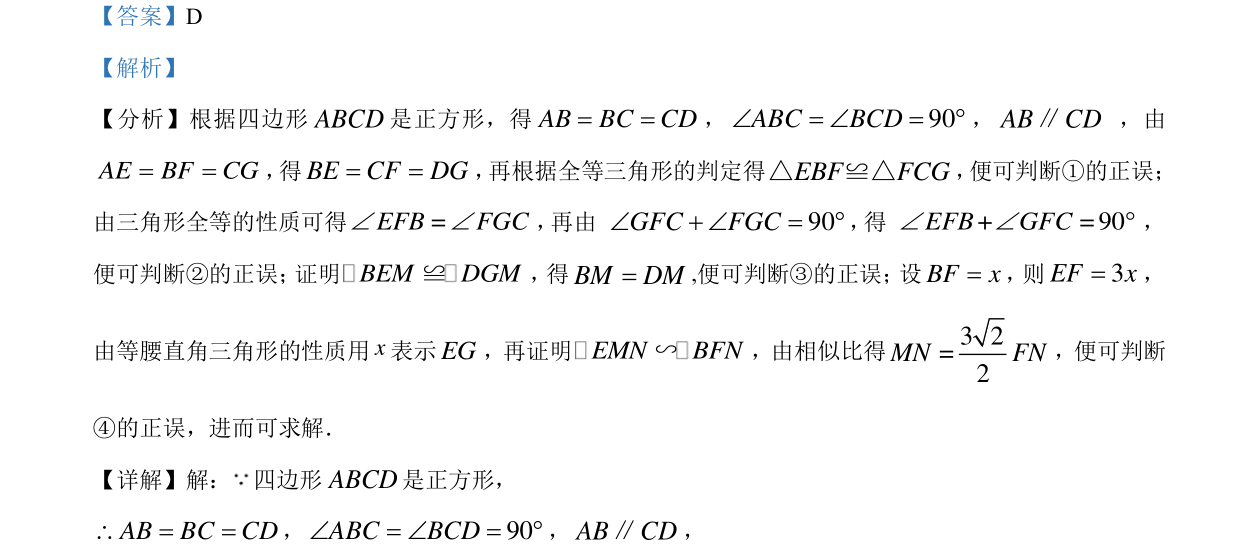 【答案】D
【解析】
【分析】根据四边形 ABCD 是正方形，得 AB = BC = CD，∠ABC = ∠BCD = 90°，AB // CD ，由
AE = BF = CG，得 BE = CF = DG，再根据全等三角形的判定得△EBF≌△FCG，便可判断①的正误；
由三角形全等的性质可得∠EFB = ∠FGC，再由 ∠GFC + ∠FGC = 90°，得 ∠EFB + ∠GFC = 90°，
便可判断②的正误；证明□BEM ≌□DGM，得 BM = DM,便可判断③的正误；设 BF = x，则 EF = 3x，
由等腰直角三角形的性质用 x 表示 EG，再证明□EMN ∽□BFN，由相似比得 MN = 3√2/2 FN，便可判断
④的正误，进而可求解．
【详解】解：∵四边形 ABCD 是正方形，
∴ AB = BC = CD，∠ABC = ∠BCD = 90°，AB // CD，